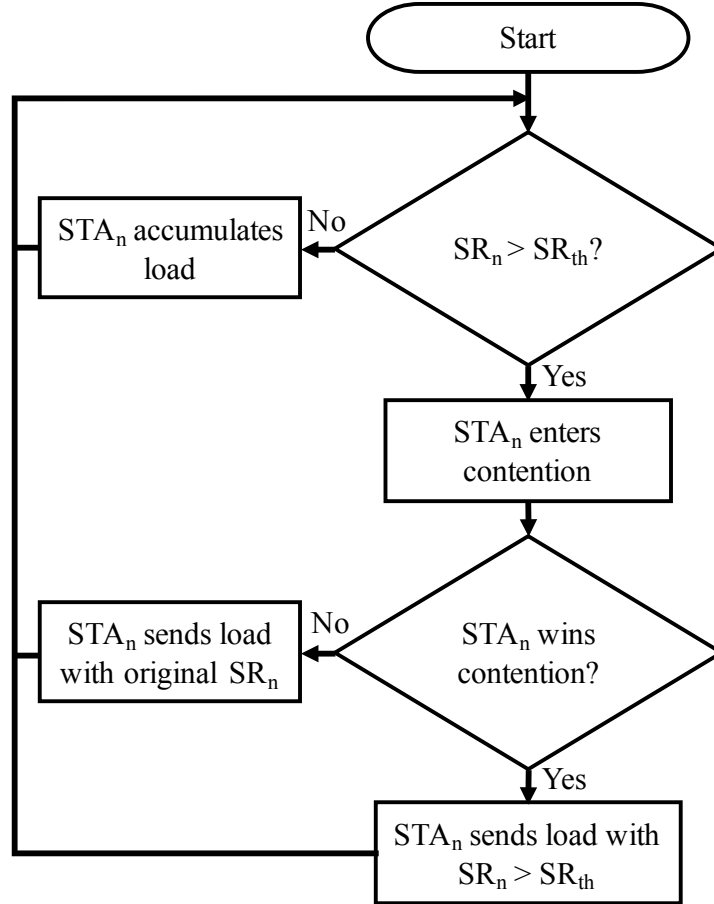 Start
SRₙ > SRₜₕ?
No
STAₙ accumulates
load
Yes
STAₙ enters
contention
STAₙ wins
contention?
No
STAₙ sends load
with original SRₙ
Yes
STAₙ sends load with
SRₙ > SRₜₕ